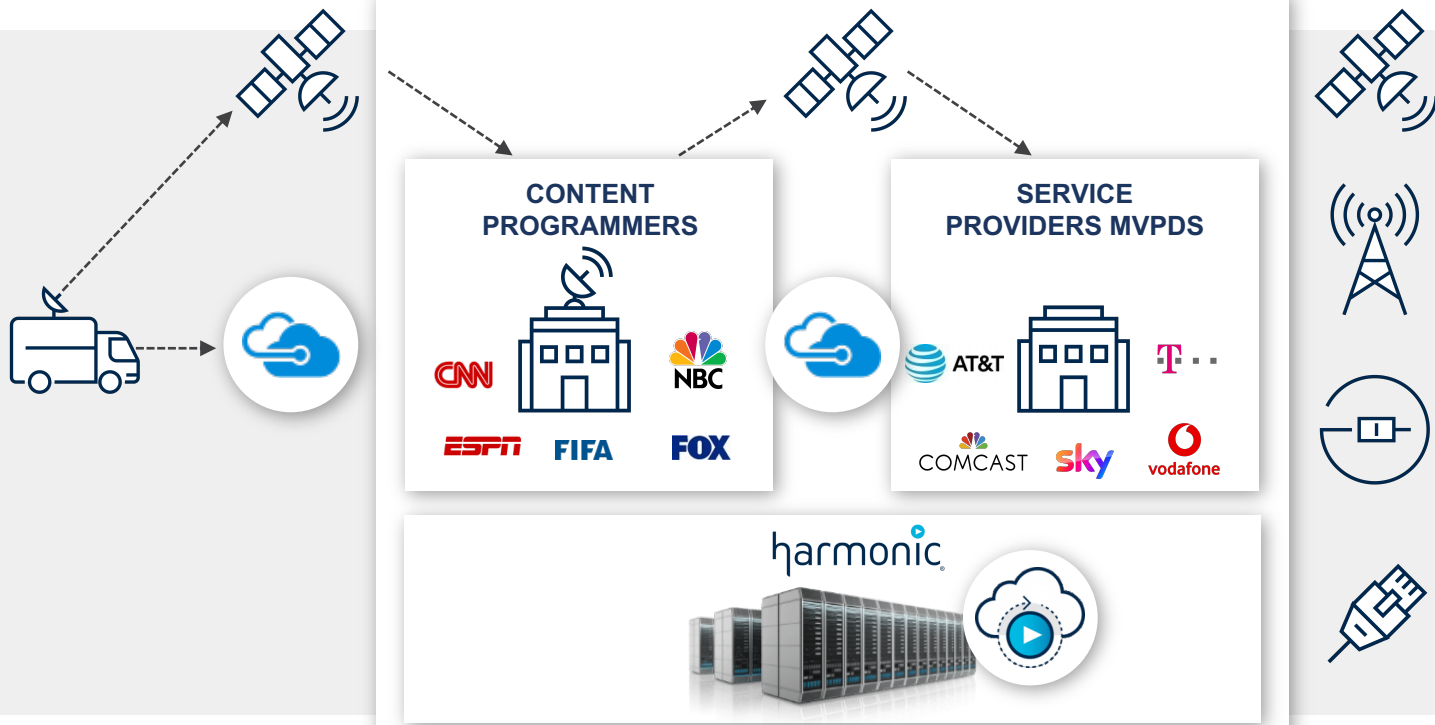 CONTENT
PROGRAMMERS
SERVICE
PROVIDERS MVPDS
CNN
NBC
ESPN
FIFA
FOX
AT&T
T
COMCAST
sky
vodafone
harmonic®